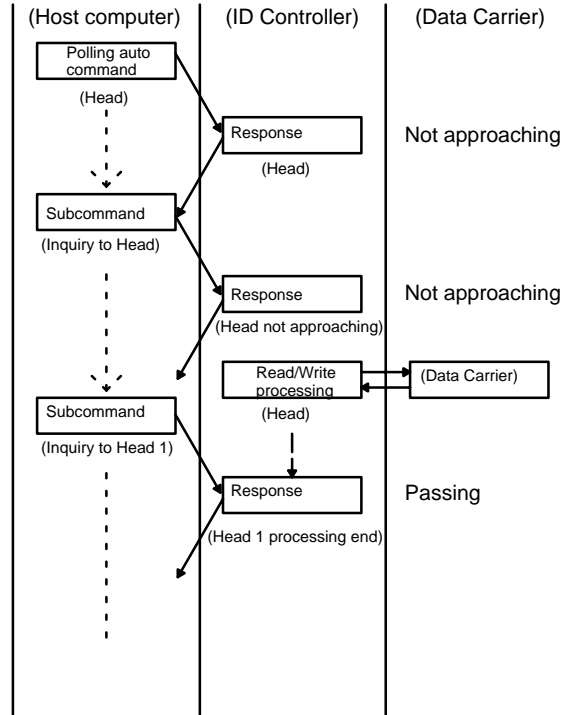 (Host computer) (ID Controller) (Data Carrier)
Polling auto
command
(Head)
Response
Not approaching
(Head)
Subcommand
(Inquiry to Head)
Response
Not approaching
(Head not approaching)
Read/Write
processing
(Data Carrier)
(Head)
Subcommand
(Inquiry to Head 1)
Response
Passing
(Head 1 processing end)